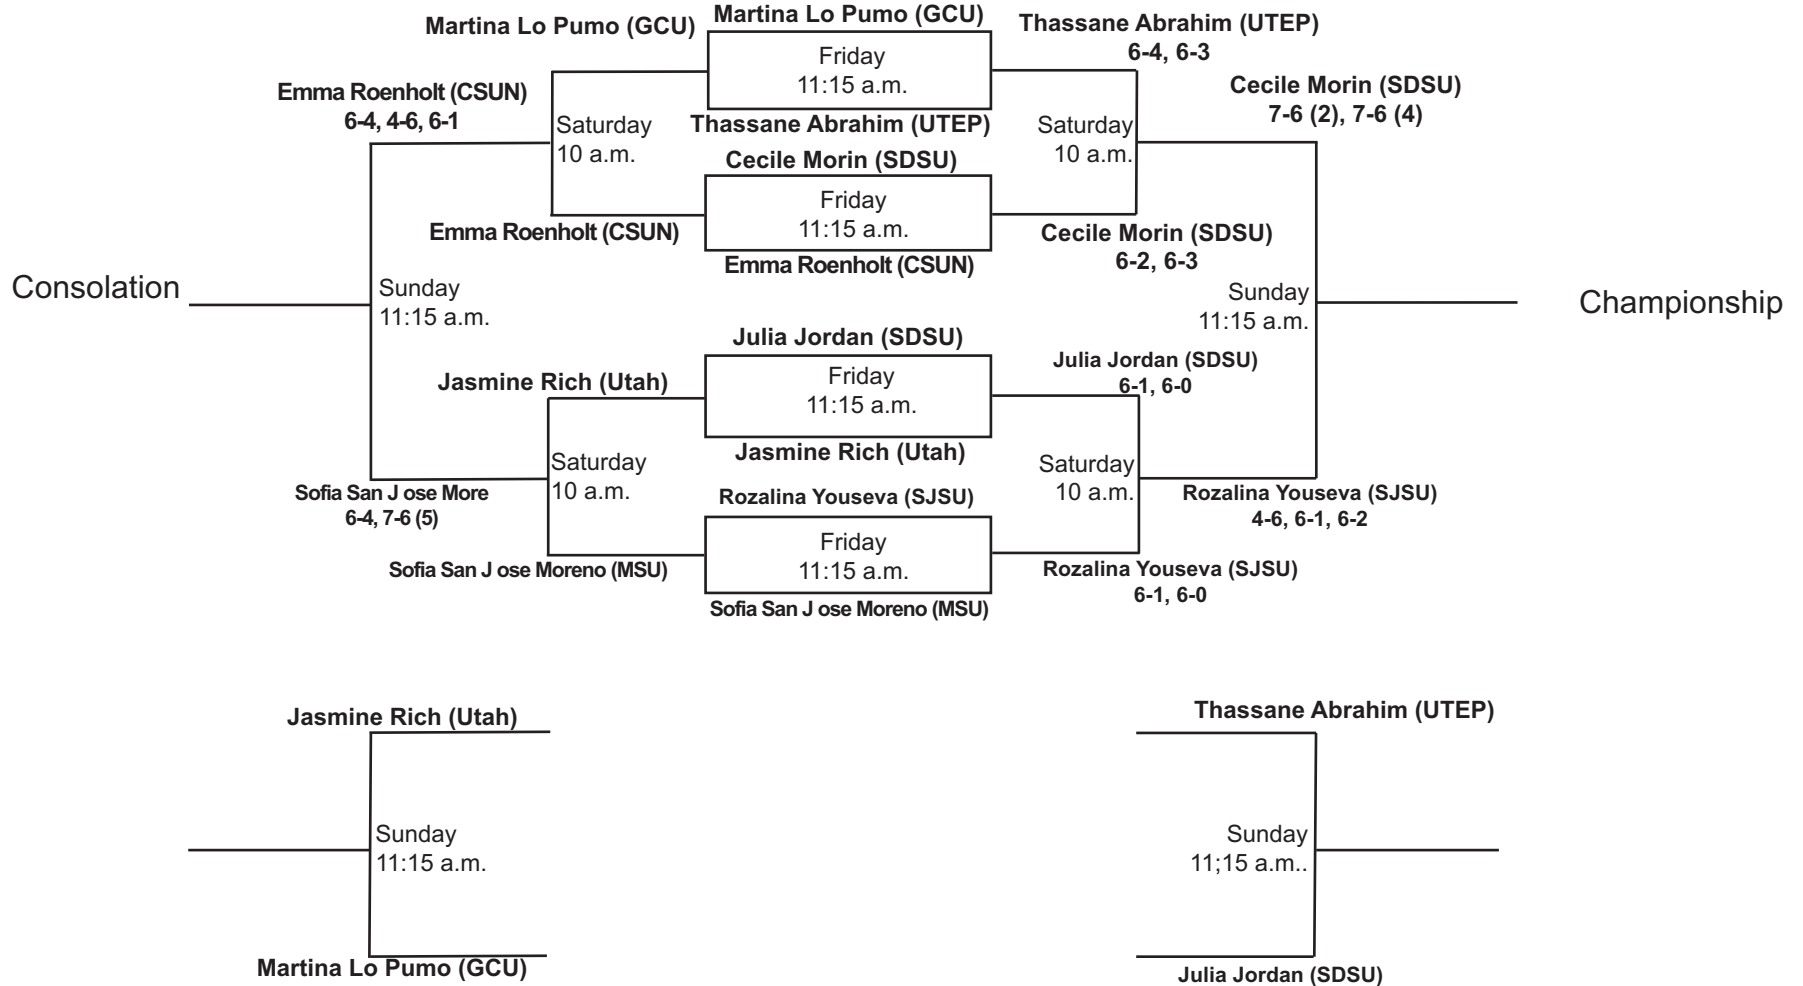 Martina Lo Pumo (GCU)
Martina Lo Pumo (GCU)
Thassane Abrahim (UTEP)
6-4, 6-3
Friday
11:15 a.m.
Emma Roenholt (CSUN)
6-4, 4-6, 6-1
Cecile Morin (SDSU)
7-6 (2), 7-6 (4)
Saturday
10 a.m.
Thassane Abrahim (UTEP)
Saturday
10 a.m.
Cecile Morin (SDSU)
Friday
11:15 a.m.
Emma Roenholt (CSUN)
Cecile Morin (SDSU)
6-2, 6-3
Emma Roenholt (CSUN)
Consolation
Sunday
11:15 a.m.
Sunday
11:15 a.m.
Championship
Julia Jordan (SDSU)
Julia Jordan (SDSU)
6-1, 6-0
Jasmine Rich (Utah)
Friday
11:15 a.m.
Jasmine Rich (Utah)
Saturday
10 a.m.
Saturday
10 a.m.
Sofia San J ose More
6-4, 7-6 (5)
Rozalina Youseva (SJSU)
Rozalina Youseva (SJSU)
4-6, 6-1, 6-2
Friday
11:15 a.m.
Sofia San J ose Moreno (MSU)
Rozalina Youseva (SJSU)
6-1, 6-0
Sofia San J ose Moreno (MSU)
Jasmine Rich (Utah)
Thassane Abrahim (UTEP)
Sunday
11:15 a.m.
Sunday
11;15 a.m..
Martina Lo Pumo (GCU)
Julia Jordan (SDSU)